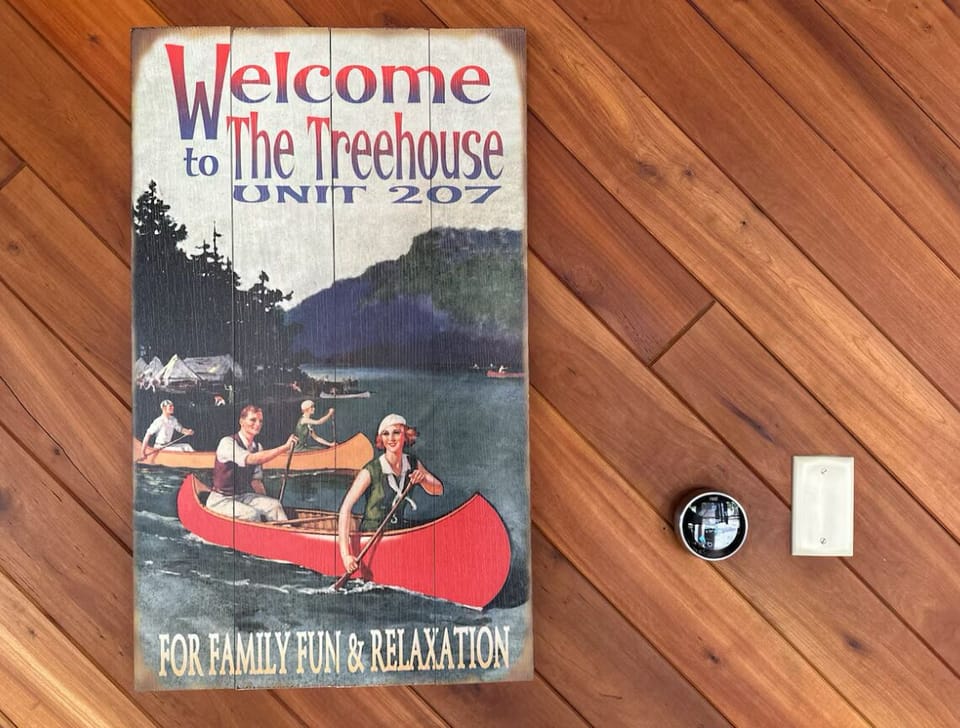 Welcome
to The Treehouse
UNIT 207
FOR FAMILY FUN & RELAXATION